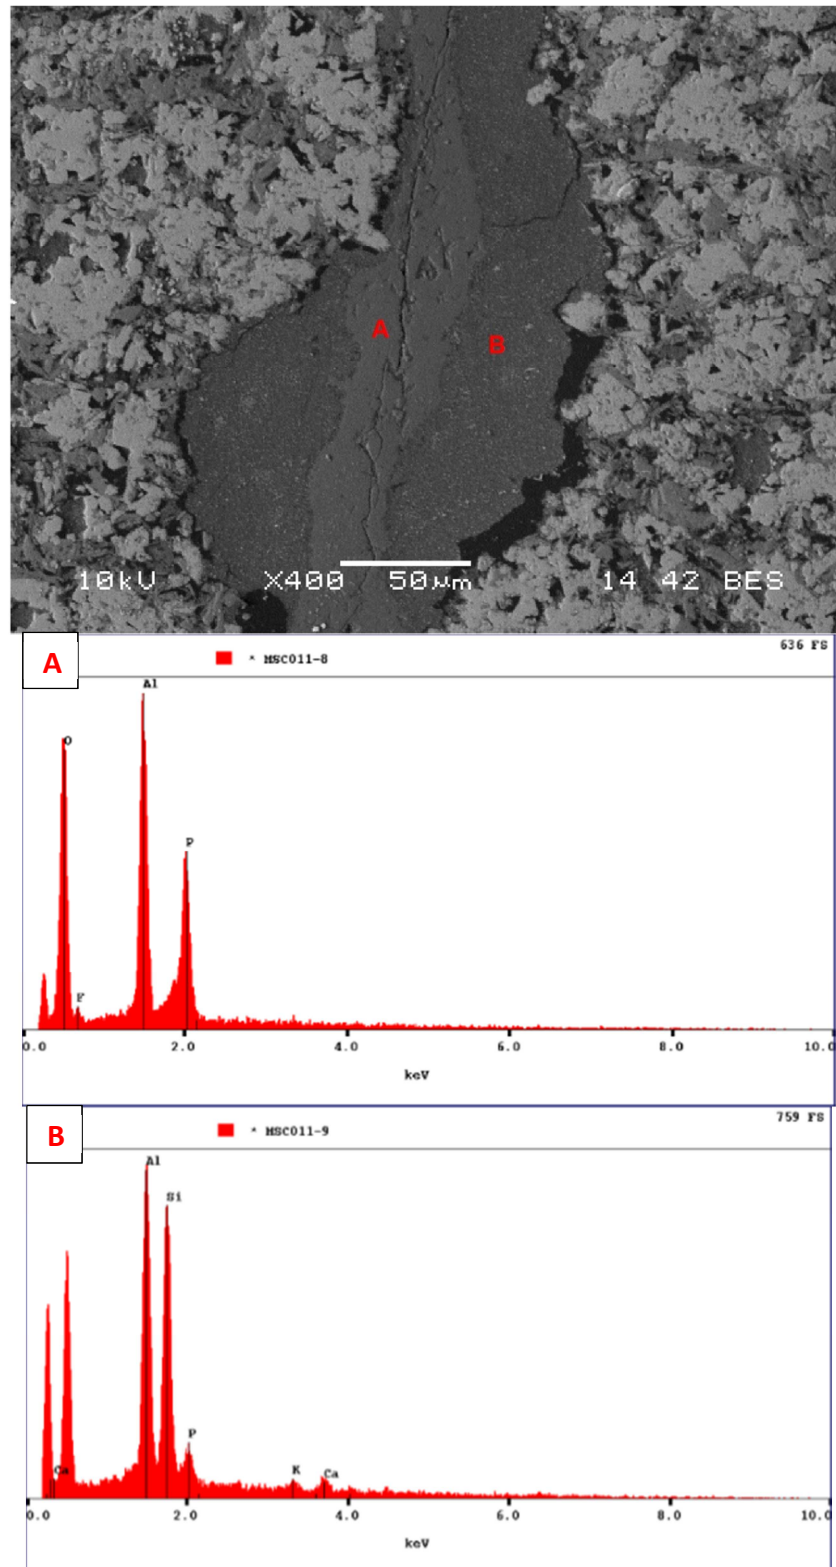 A
B
10kV X400 50µm 14 42 BES
A
636 FS
* MSC011-8
Al
O
P
F
0.0 2.0 4.0 6.0 8.0 10.0
keV
B
759 FS
* MSC011-9
Al
Si
P
Ca
K
Ca
0.0 2.0 4.0 6.0 8.0 10.0
keV